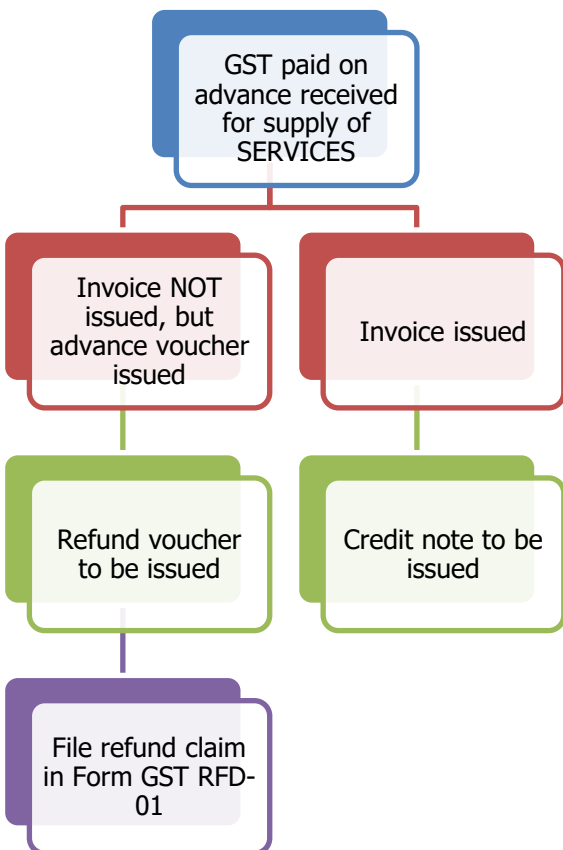 GST paid on
advance received
for supply of
SERVICES
Invoice NOT
issued, but
advance voucher
issued
Invoice issued
Refund voucher
to be issued
Credit note to be
issued
File refund claim
in Form GST RFD-
01